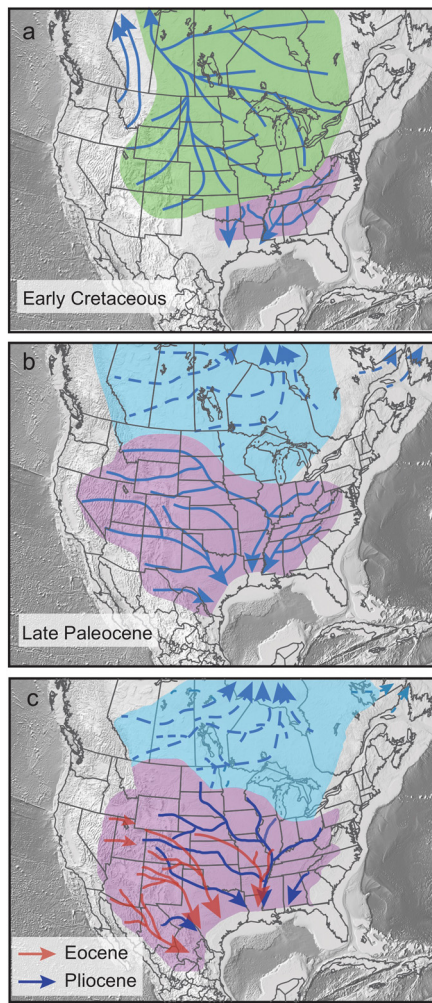 a
Early Cretaceous
b
Late Paleocene
c
Eocene
Pliocene